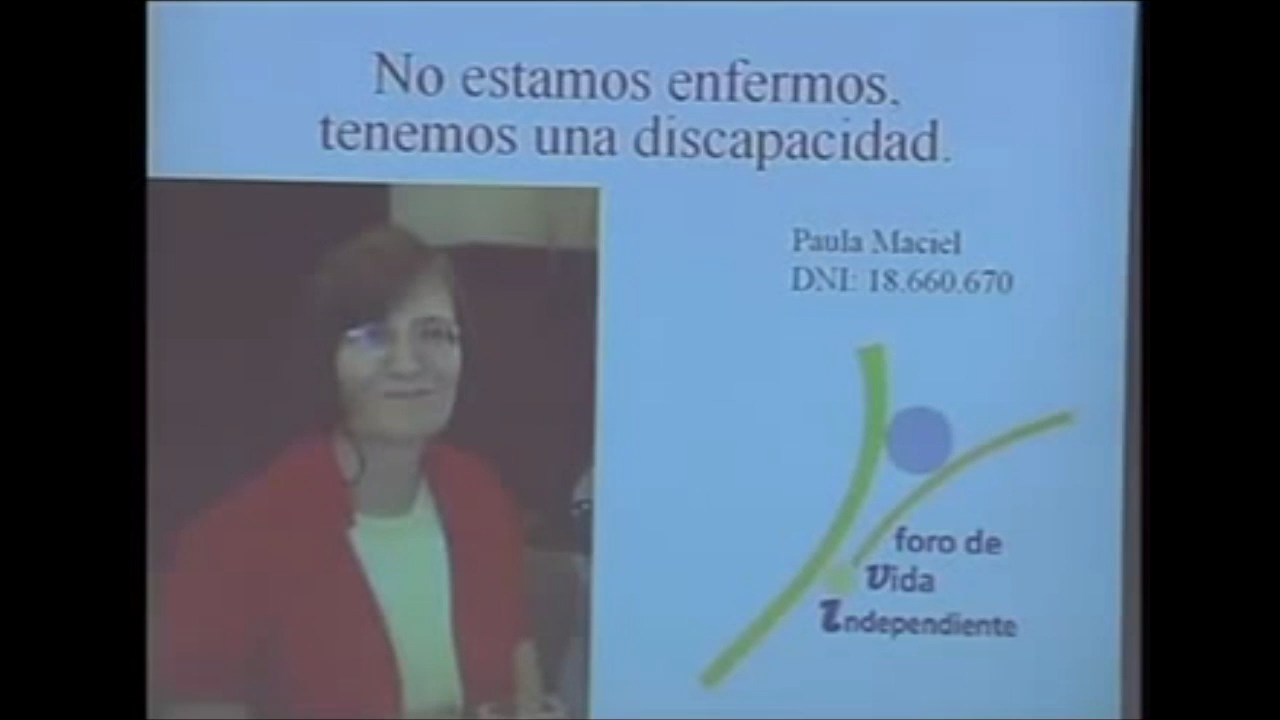 No estamos enfermos,
tenemos una discapacidad.
Paula Maciel
DNI: 18.660.670
foro de
Vida
Independiente